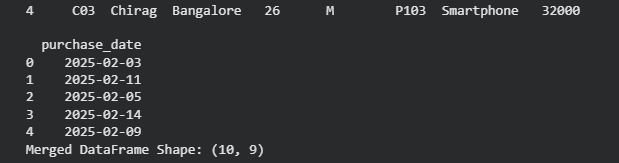 4 C03 Chirag Bangalore 26 M P103 Smartphone 32000
purchase_date
0 2025-02-03
1 2025-02-11
2 2025-02-05
3 2025-02-14
4 2025-02-09
Merged DataFrame Shape: (10, 9)